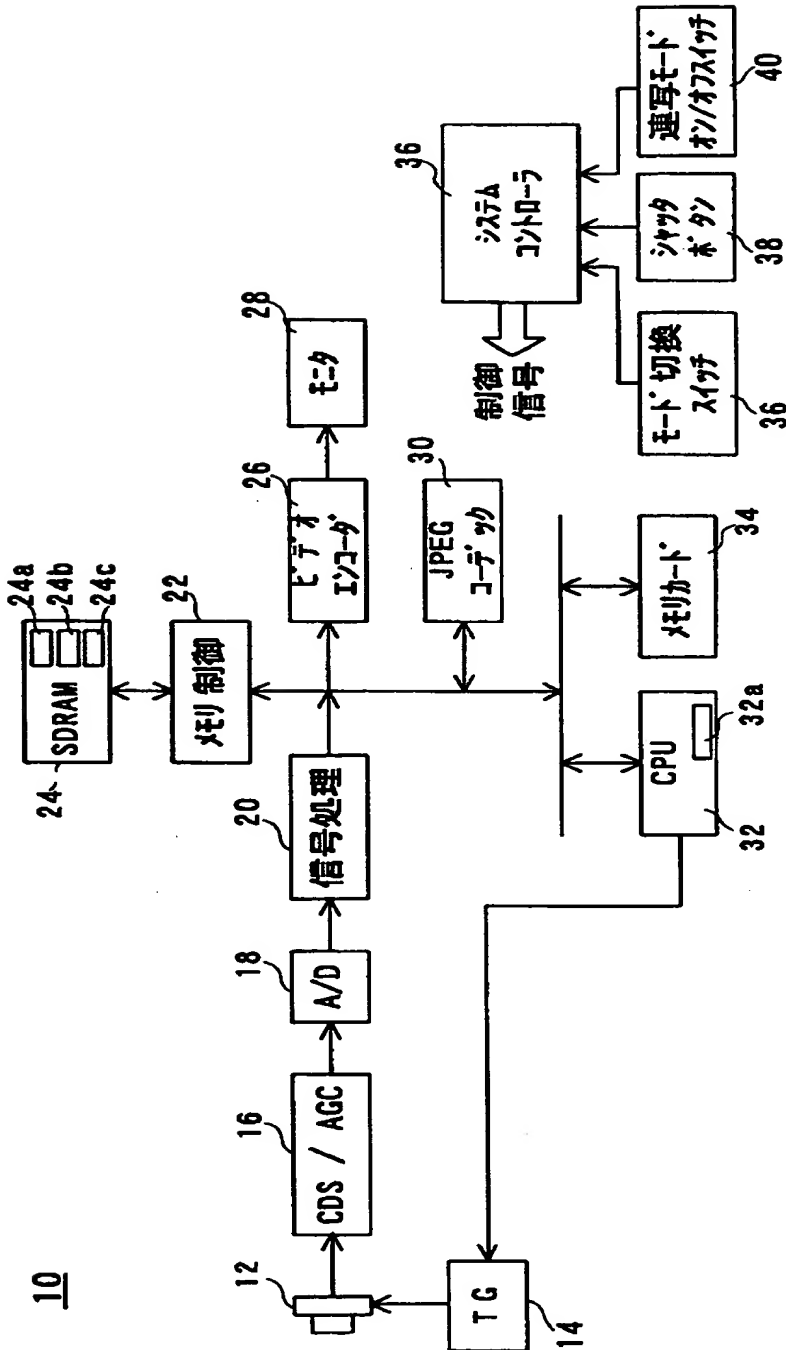 10
24
SDRAM
24a
24b
24c
22
メモリ制御
12
16
CDS / AGC
18
A/D
20
信号処理
26
ビデオ
エンコーダ
28
モニタ
30
JPEG
コーデック
TG
14
CPU
32a
32
メモリカード
34
36
システム
コントローラ
制御
信号
モード切換
スイッチ
36
シャッタ
ボタン
38
連写モード
オン/オフスイッチ
40